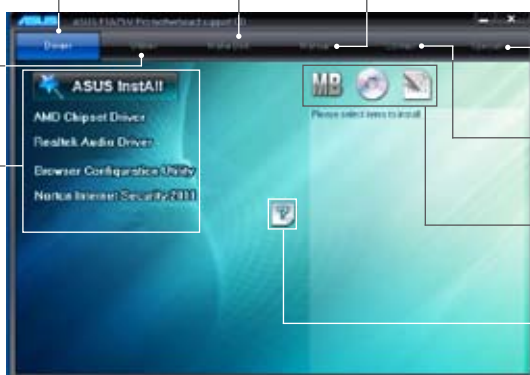 ASUS
Drivers
Manual
ASUS InstAll
Please select items to install.
AMD Chipset Driver
Realtek Audio Driver
Browser Configuration Utility
Norton Internet Security 2011
MB
?